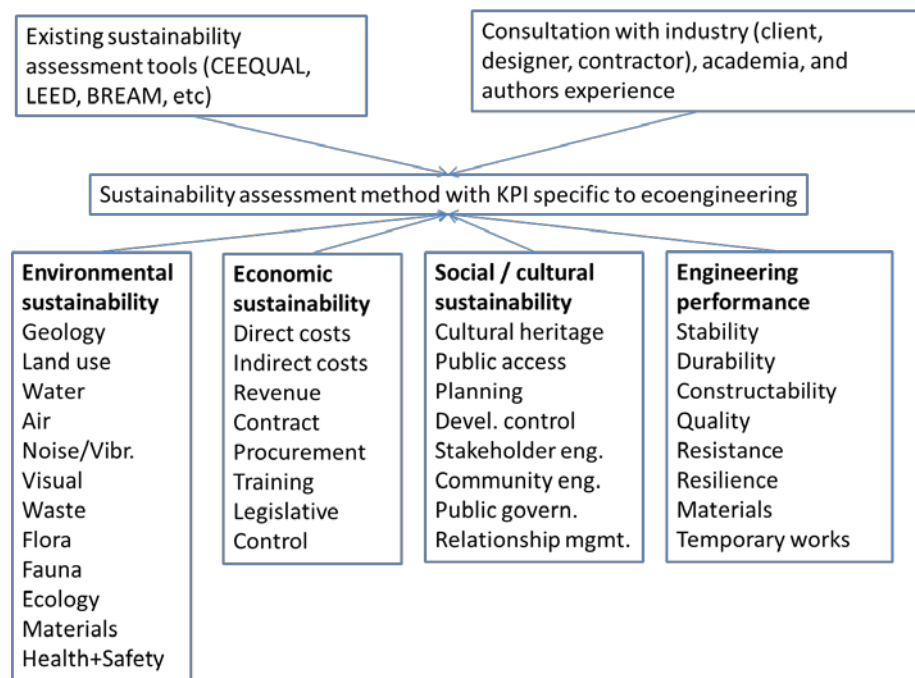 Existing sustainability
assessment tools (CEEQUAL,
LEED, BREAM, etc)
Consultation with industry (client,
designer, contractor), academia, and
authors experience
Sustainability assessment method with KPI specific to ecoengineering
Environmental
sustainability
Geology
Land use
Water
Air
Noise/Vibr.
Visual
Waste
Flora
Fauna
Ecology
Materials
Health+Safety
Economic
sustainability
Direct costs
Indirect costs
Revenue
Contract
Procurement
Training
Legislative
Control
Social / cultural
sustainability
Cultural heritage
Public access
Planning
Devel. control
Stakeholder eng.
Community eng.
Public govern.
Relationship mgmt.
Engineering
performance
Stability
Durability
Constructability
Quality
Resistance
Resilience
Materials
Temporary works